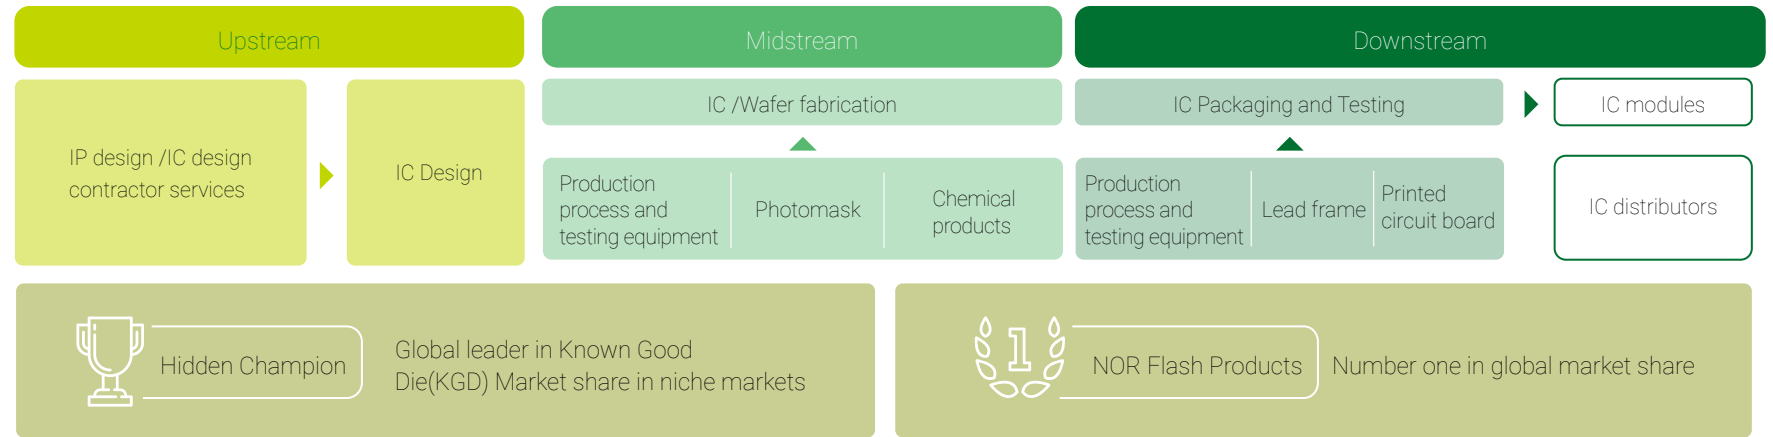 Upstream
Midstream
Downstream
IP design /IC design
contractor services
IC Design
IC /Wafer fabrication
Production
process and
testing equipment
Photomask
Chemical
products
IC Packaging and Testing
Production
process and
testing equipment
Lead frame
Printed
circuit board
IC modules
IC distributors
Hidden Champion
Global leader in Known Good
Die(KGD) Market share in niche markets
1
NOR Flash Products
Number one in global market share